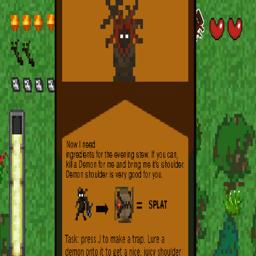 Now I need
ingredients for the evening stew. If you can,
kill a Demon for me and bring me it's shoulder.
Demon shoulder is very good for you.
= SPLAT
Task: press J to make a trap. Lure a
demon onto it to get a nice, juicy shoulder